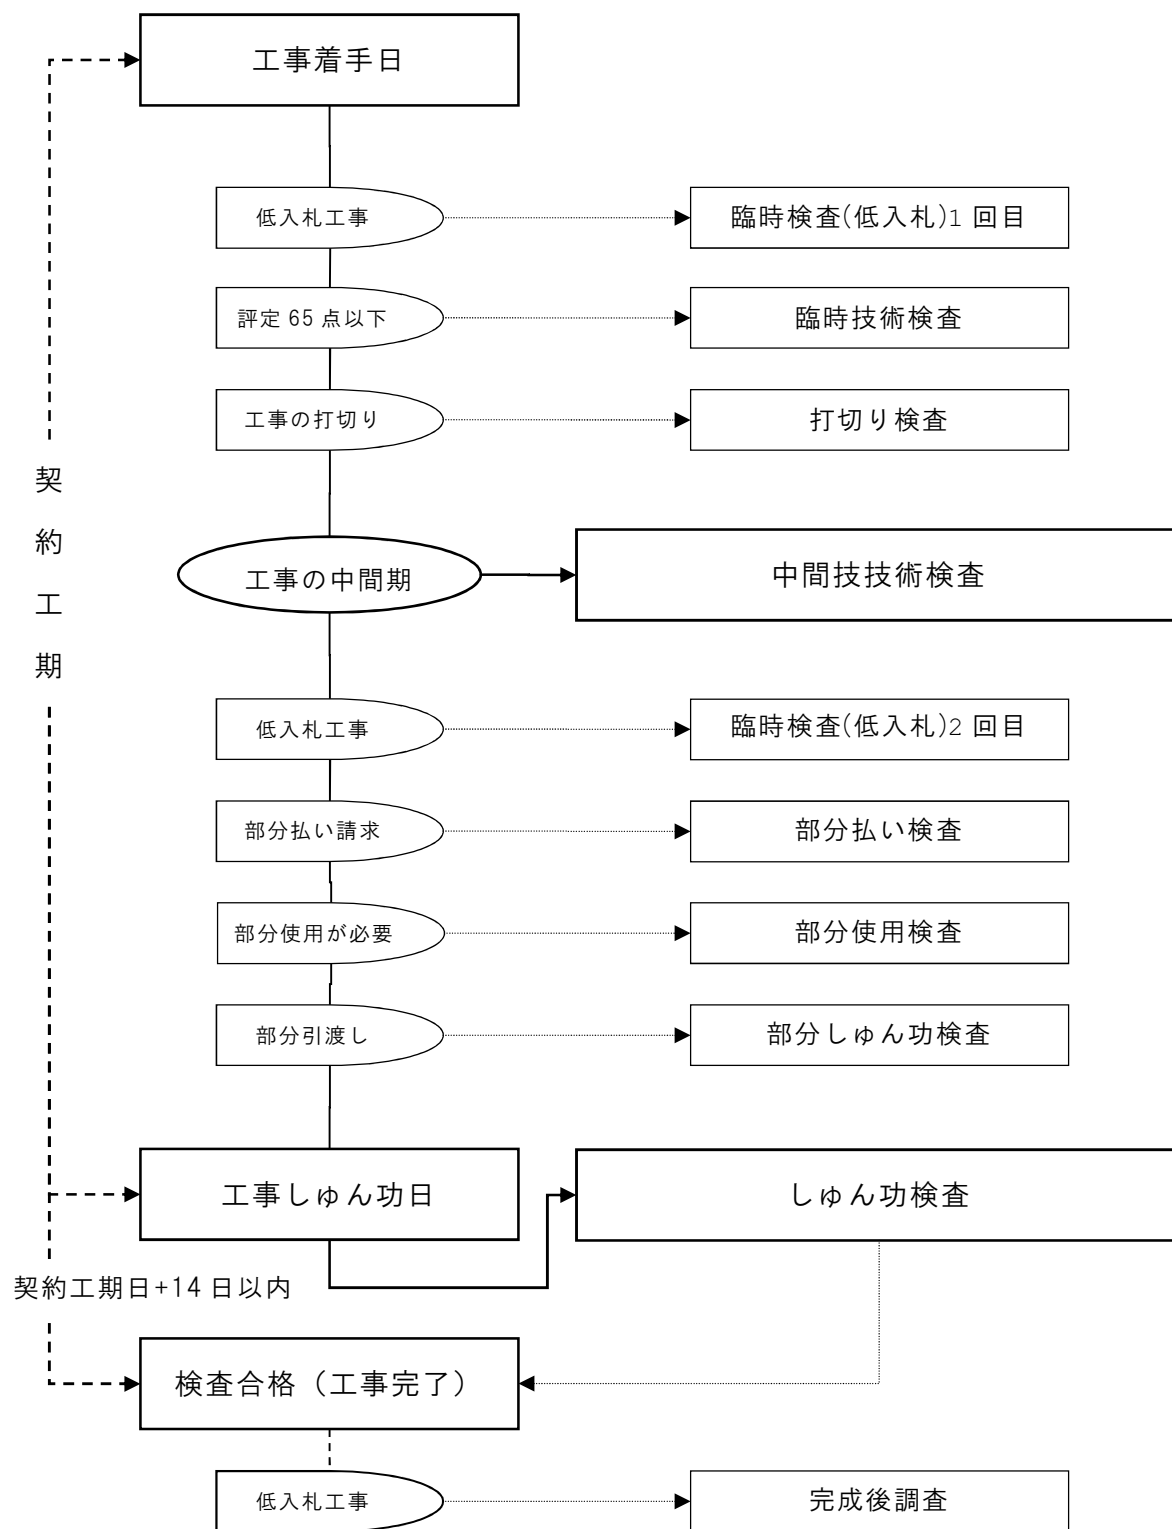 工事着手日
低入札工事
臨時検査(低入札)1 回目
評定 65 点以下
臨時技術検査
工事の打切り
打切り検査
契約工期
工事の中間期
中間技技術検査
低入札工事
臨時検査(低入札)2 回目
部分払い請求
部分払い検査
部分使用が必要
部分使用検査
部分引渡し
部分しゅん功検査
工事しゅん功日
しゅん功検査
契約工期日+14 日以内
検査合格（工事完了）
低入札工事
完成後調査